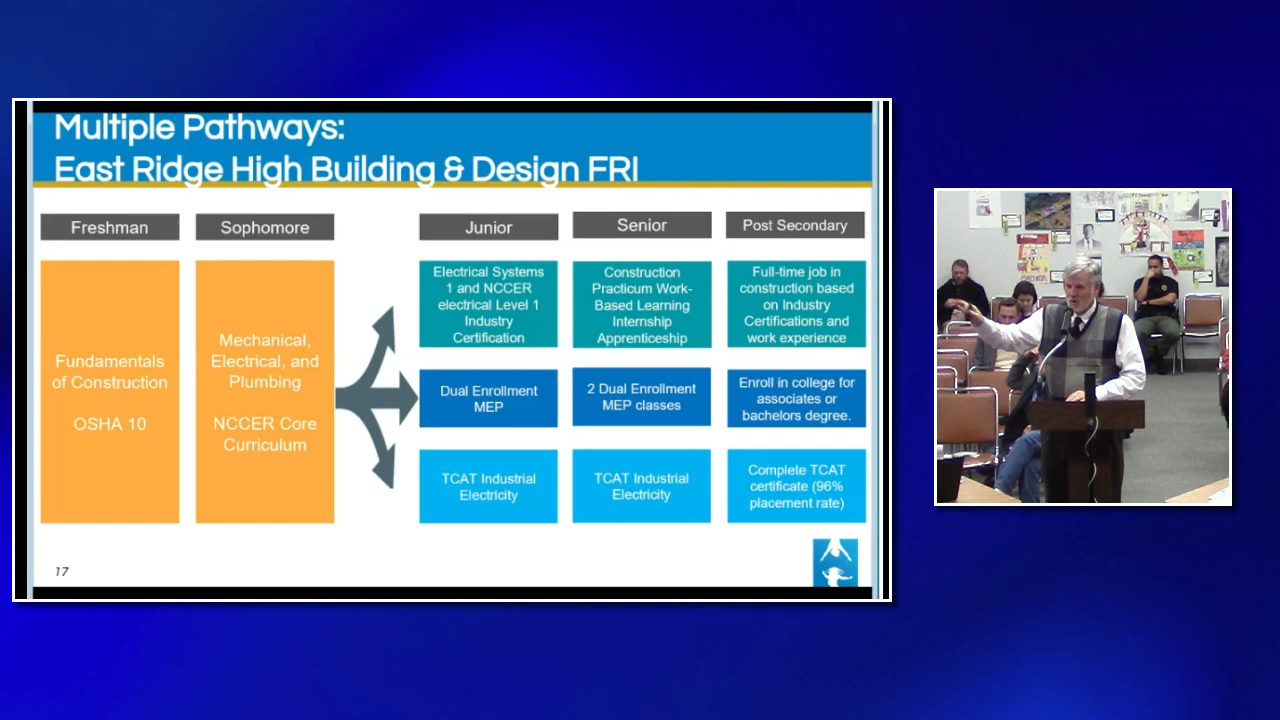 Multiple Pathways:
East Ridge High Building & Design FRI
Freshman
Sophomore
Junior
Senior
Post Secondary
Fundamentals
of Construction
OSHA 10
Mechanical,
Electrical, and
Plumbing
NCCER Core
Curriculum
Electrical Systems
1 and NCCER
electrical Level 1
Industry
Certification
Construction
Practicum Work-
Based Learning
Internship
Apprenticeship
Full-time job in
construction based
on Industry
Certifications and
work experience
Dual Enrollment
MEP
2 Dual Enrollment
MEP classes
Enroll in college for
associates or
bachelors degree.
TCAT Industrial
Electricity
TCAT Industrial
Electricity
Complete TCAT
certificate (96%
placement rate)
17